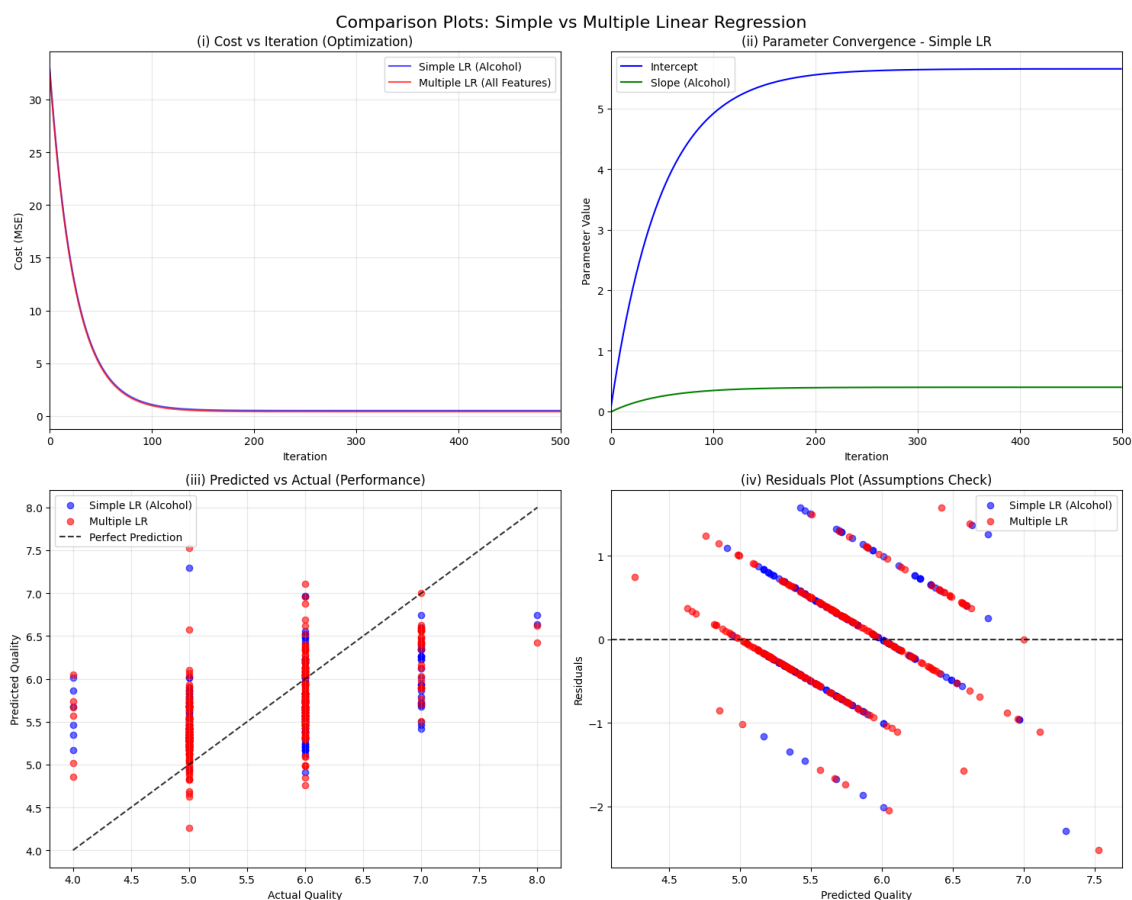 Comparison Plots: Simple vs Multiple Linear Regression
(i) Cost vs Iteration (Optimization)
Simple LR (Alcohol)
Multiple LR (All Features)
Cost (MSE)
30
25
20
15
10
5
0
0 100 200 300 400 500
Iteration
(ii) Parameter Convergence - Simple LR
Intercept
Slope (Alcohol)
Parameter Value
5
4
3
2
1
0
0 100 200 300 400 500
Iteration
(iii) Predicted vs Actual (Performance)
Simple LR (Alcohol)
Multiple LR
Perfect Prediction
Predicted Quality
8.0
7.5
7.0
6.5
6.0
5.5
5.0
4.5
4.0
4.0 4.5 5.0 5.5 6.0 6.5 7.0 7.5 8.0
Actual Quality
(iv) Residuals Plot (Assumptions Check)
Simple LR (Alcohol)
Multiple LR
Residuals
1
0
−1
−2
4.5 5.0 5.5 6.0 6.5 7.0 7.5
Predicted Quality